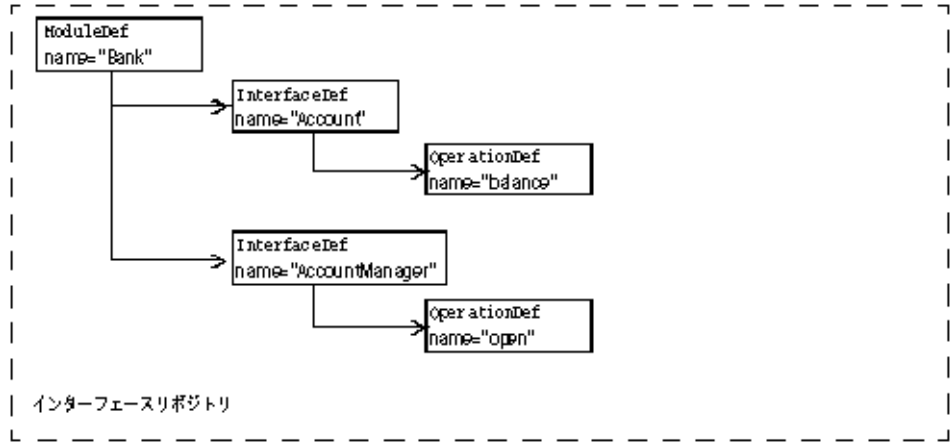 ModuleDef
name="Bank"
InterfaceDef
name="Account"
OperationDef
name="balance"
InterfaceDef
name="AccountManager"
OperationDef
name="open"
インターフェースリポジトリ